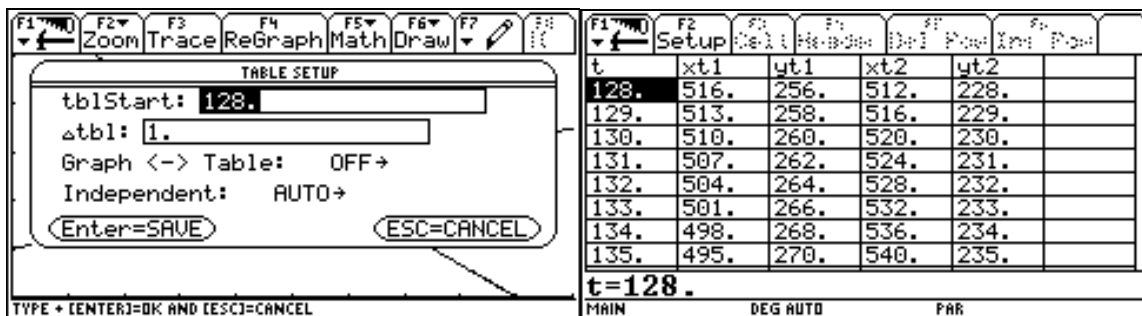 F1 F2 F3 F4 F5 F6 F7
Zoom Trace ReGraph Math Draw
TABLE SETUP
tblStart: 128.
△tbl: 1.
Graph <-> Table: OFF→
Independent: AUTO→
Enter=SAVE ESC=CANCEL
TYPE + [ENTER]=OK AND [ESC]=CANCEL
F1 F2
Setup
t xt1 yt1 xt2 yt2
128. 516. 256. 512. 228.
129. 513. 258. 516. 229.
130. 510. 260. 520. 230.
131. 507. 262. 524. 231.
132. 504. 264. 528. 232.
133. 501. 266. 532. 233.
134. 498. 268. 536. 234.
135. 495. 270. 540. 235.
t=128.
MAIN DEG AUTO PAR